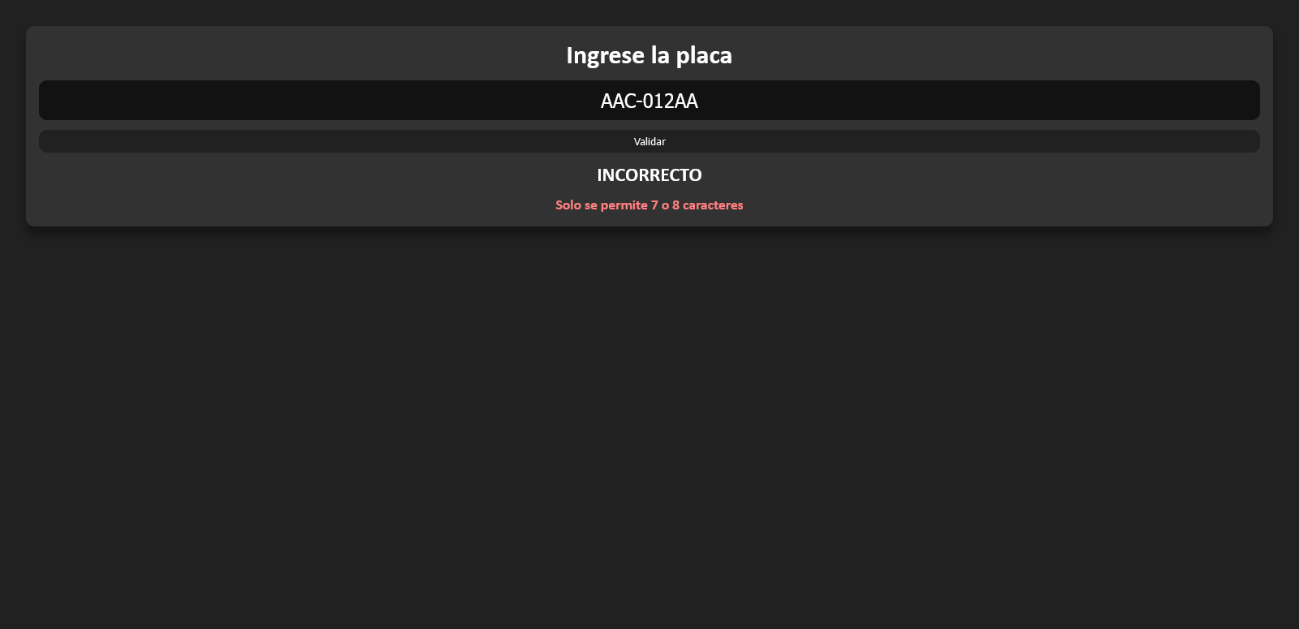 Ingrese la placa
AAC-012AA
Validar
INCORRECTO
Solo se permite 7 o 8 caracteres